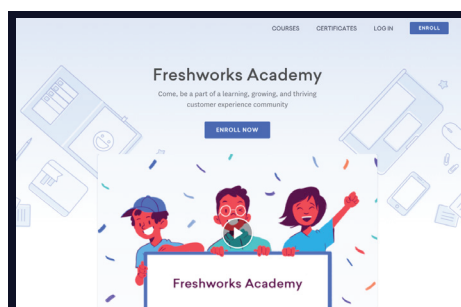 COURSES CERTIFICATES LOG IN ENROLL
Freshworks Academy
Come, be a part of a learning, growing, and thriving
customer experience community
ENROLL NOW
Freshworks Academy